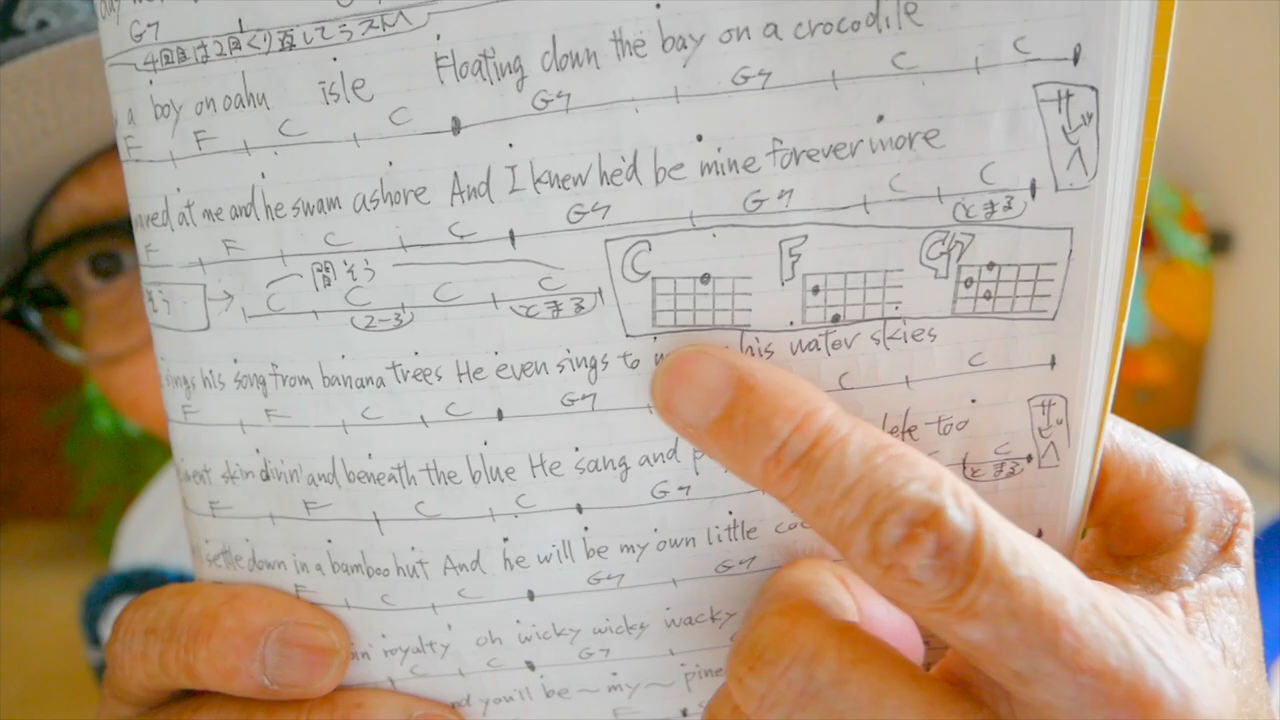 G7
4回目は2回くり返してラストへ
a boy on oahu isle Floating down the bay on a crocodile
F F C C G7 G7 C C
at me and he swam ashore And I knew he'd be mine forever more
F F C C G7 G7 C C
(とまる)
サビへ
間そう
→ C C C C
(2-3) (とまる)
C F G7
his song from banana trees He even sings to his water skies
F F C C G7 C C
skin divin' and beneath the blue He sang and too
F F C C G7 C
(とまる)
サビへ
settle down in a bamboo hut And he will be my own little
F C C G7 G7
royalty oh wicky wicky wacky
C C G7
you'll be ~ my ~
F